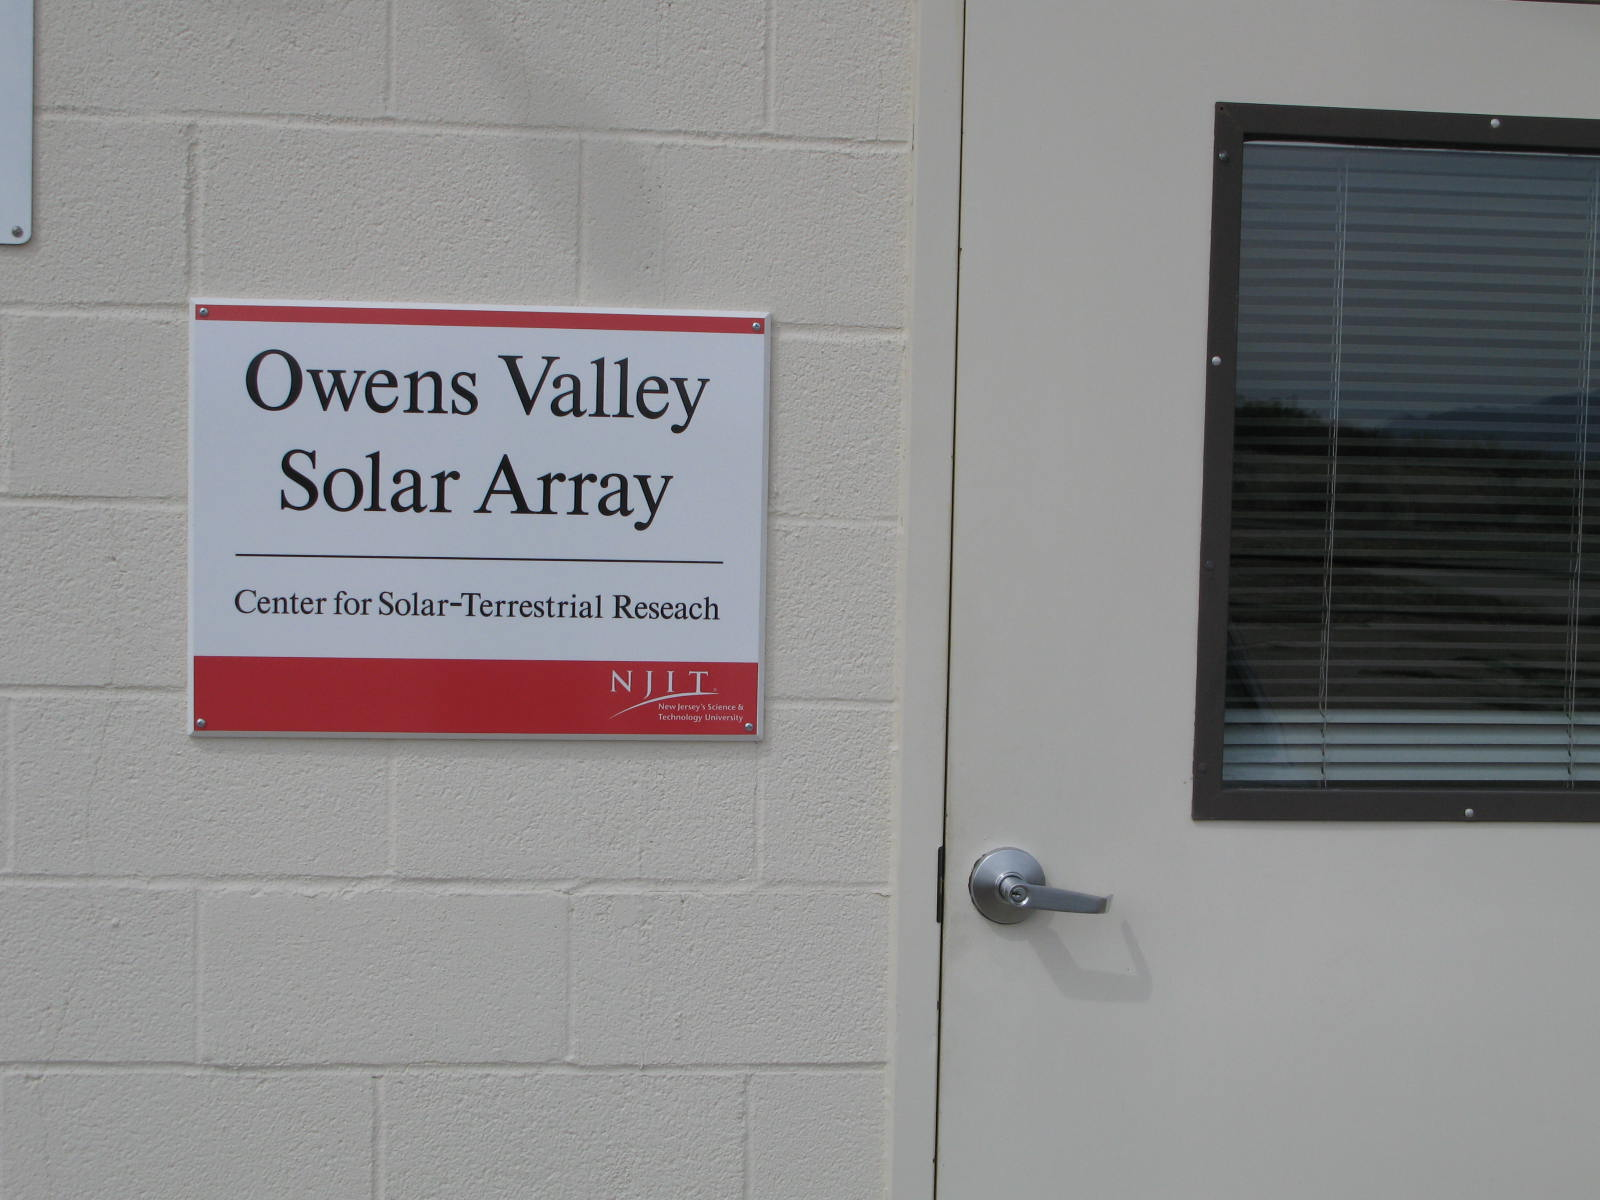 Owens Valley
Solar Array
Center for Solar-Terrestrial Reseach
NJIT
New Jersey's Science &
Technology University